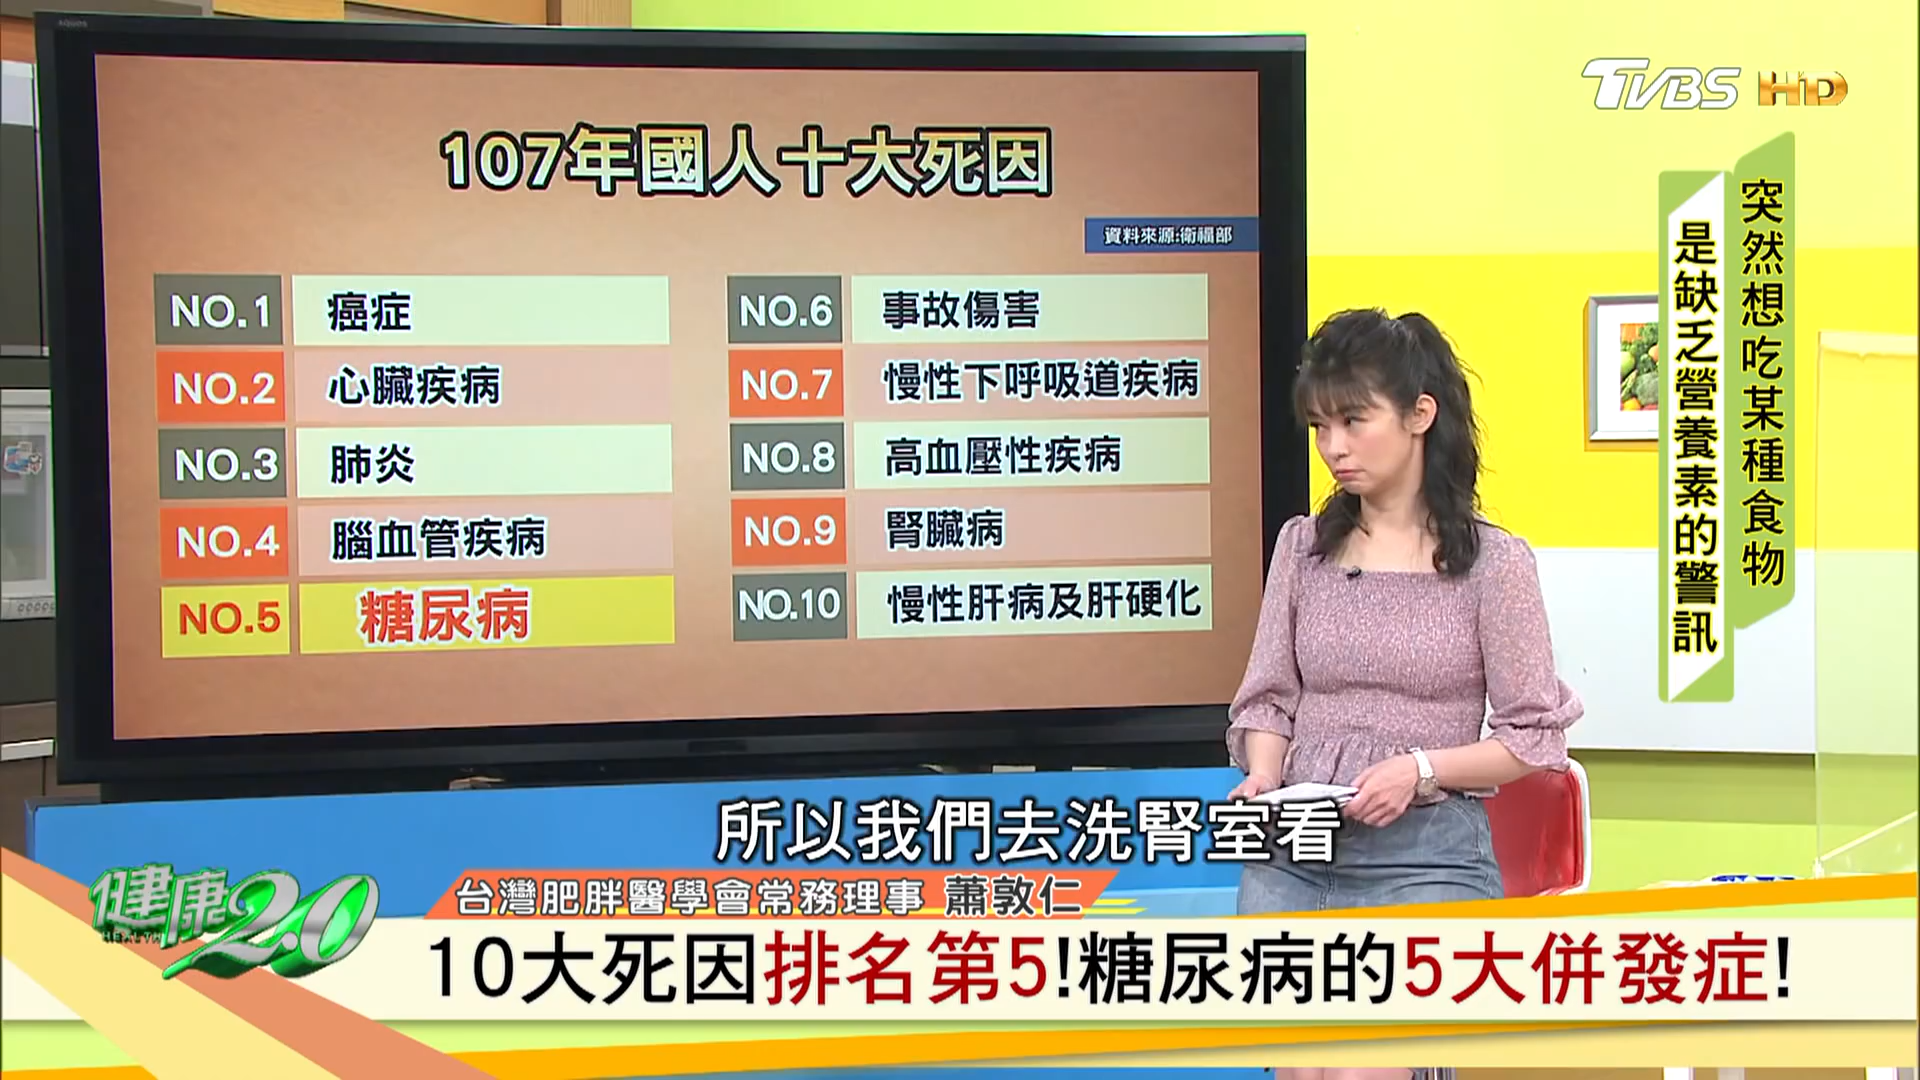 AQUOS
TVBS HD
107年國人十大死因
資料來源:衛福部
NO.1 癌症
NO.2 心臟疾病
NO.3 肺炎
NO.4 腦血管疾病
NO.5 糖尿病
NO.6 事故傷害
NO.7 慢性下呼吸道疾病
NO.8 高血壓性疾病
NO.9 腎臟病
NO.10 慢性肝病及肝硬化
突然想吃某種食物
是缺乏營養素的警訊
所以我們去洗腎室看
健康2.0
HEALTH
台灣肥胖醫學會常務理事 蕭敦仁
10大死因排名第5!糖尿病的5大併發症!